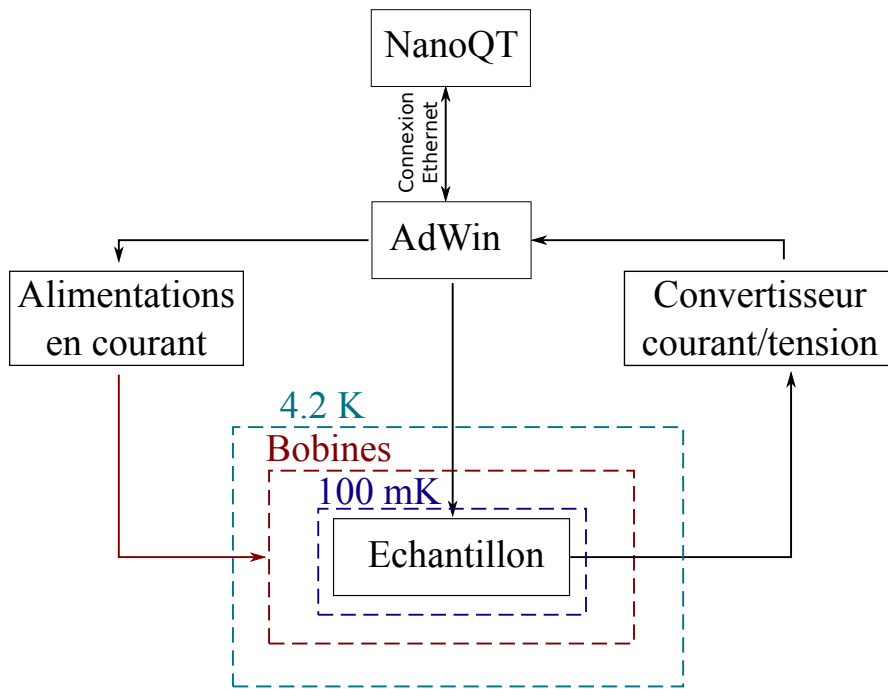 NanoQT
Connexion
Ethernet
AdWin
Alimentations
en courant
Convertisseur
courant/tension
4.2 K
Bobines
100 mK
Echantillon